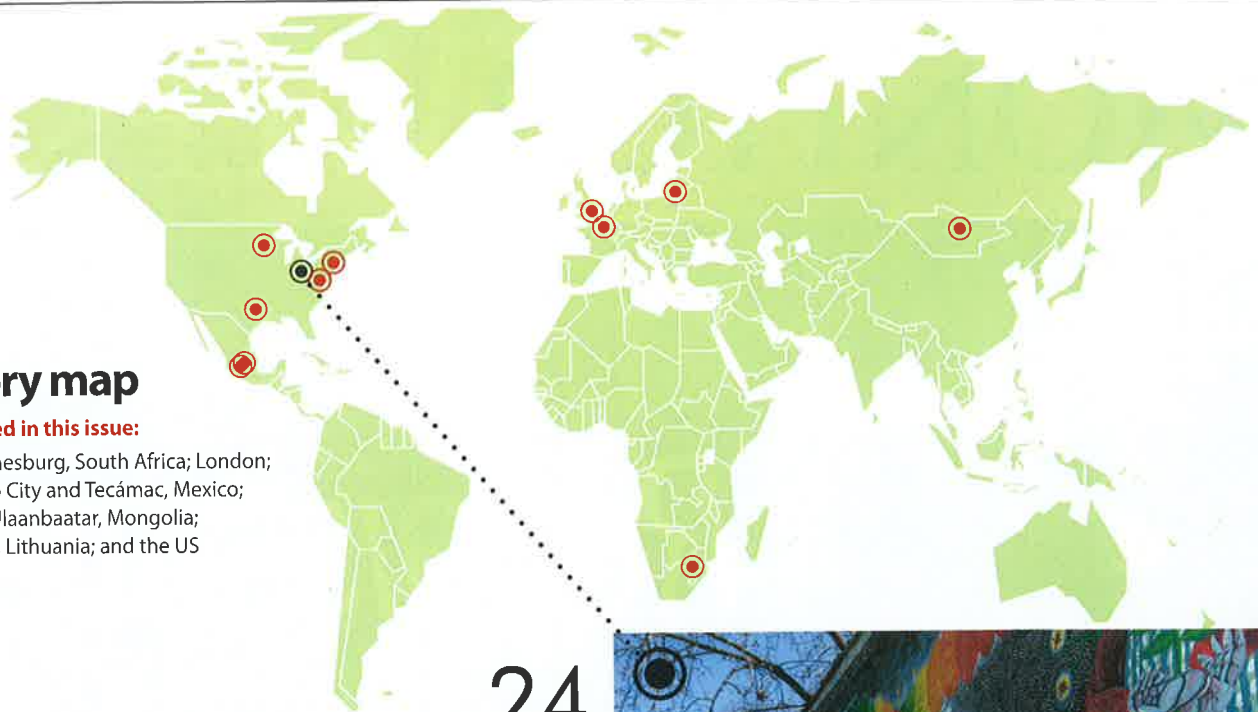 ry map
ed in this issue:
nesburg, South Africa; London;
City and Tecámac, Mexico;
laanbaatar, Mongolia;
Lithuania; and the US
24